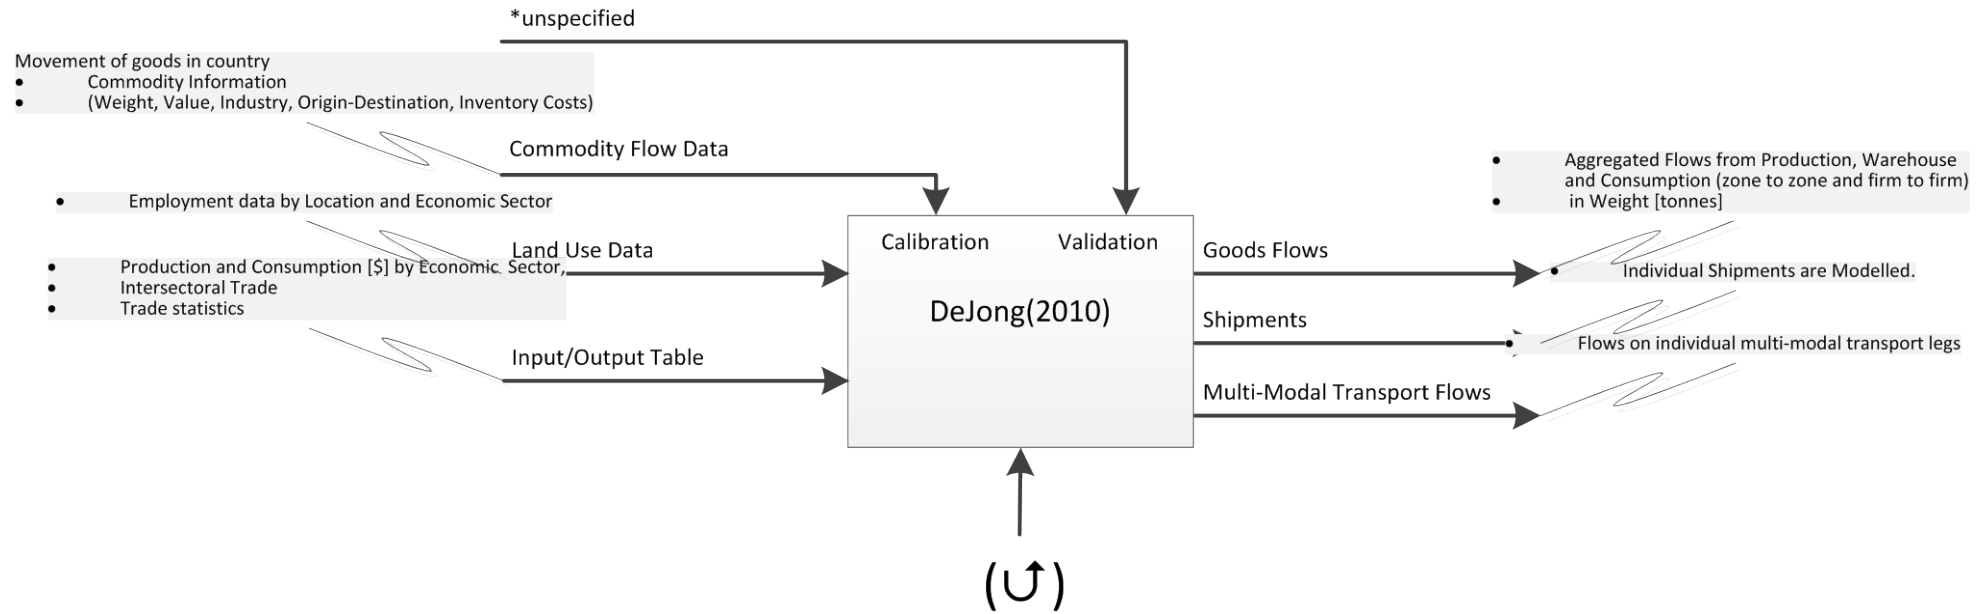 *unspecified
Movement of goods in country
• Commodity Information
• (Weight, Value, Industry, Origin-Destination, Inventory Costs)
Commodity Flow Data
• Employment data by Location and Economic Sector
Land Use Data
• Production and Consumption [$] by Economic Sector,
• Intersectoral Trade
• Trade statistics
Input/Output Table
Calibration
Validation
DeJong(2010)
Goods Flows
Shipments
Multi-Modal Transport Flows
• Aggregated Flows from Production, Warehouse
and Consumption (zone to zone and firm to firm)
• in Weight [tonnes]
• Individual Shipments are Modelled.
• Flows on individual multi-modal transport legs